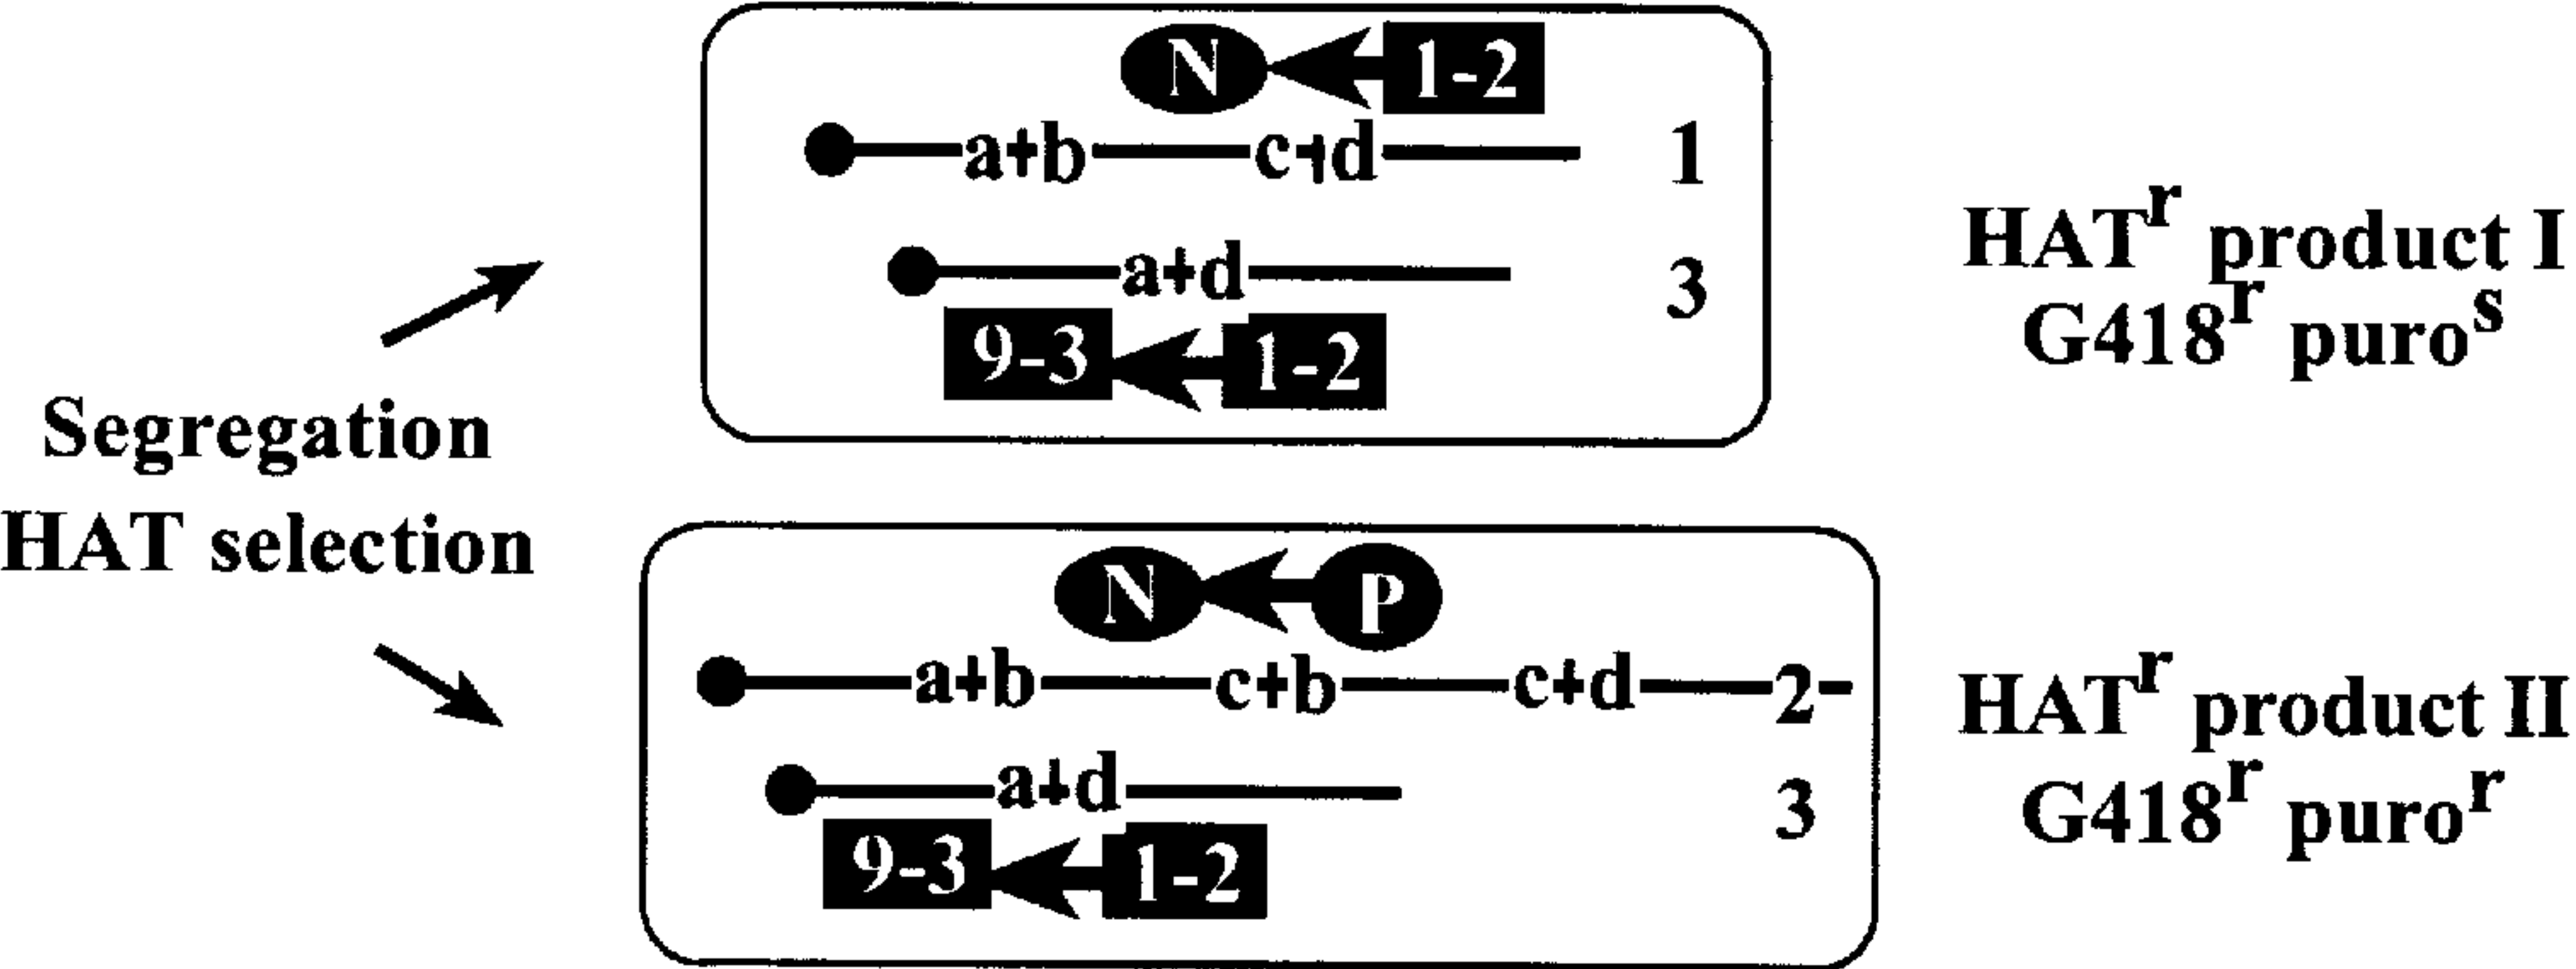 N 1-2
a+b c+d 1
a+d 3
9-3 1-2
HATʳ product I
G418ʳ puroˢ
Segregation
HAT selection
N P
a+b c+b c+d 2
a+d 3
9-3 1-2
HATʳ product II
G418ʳ puroʳ